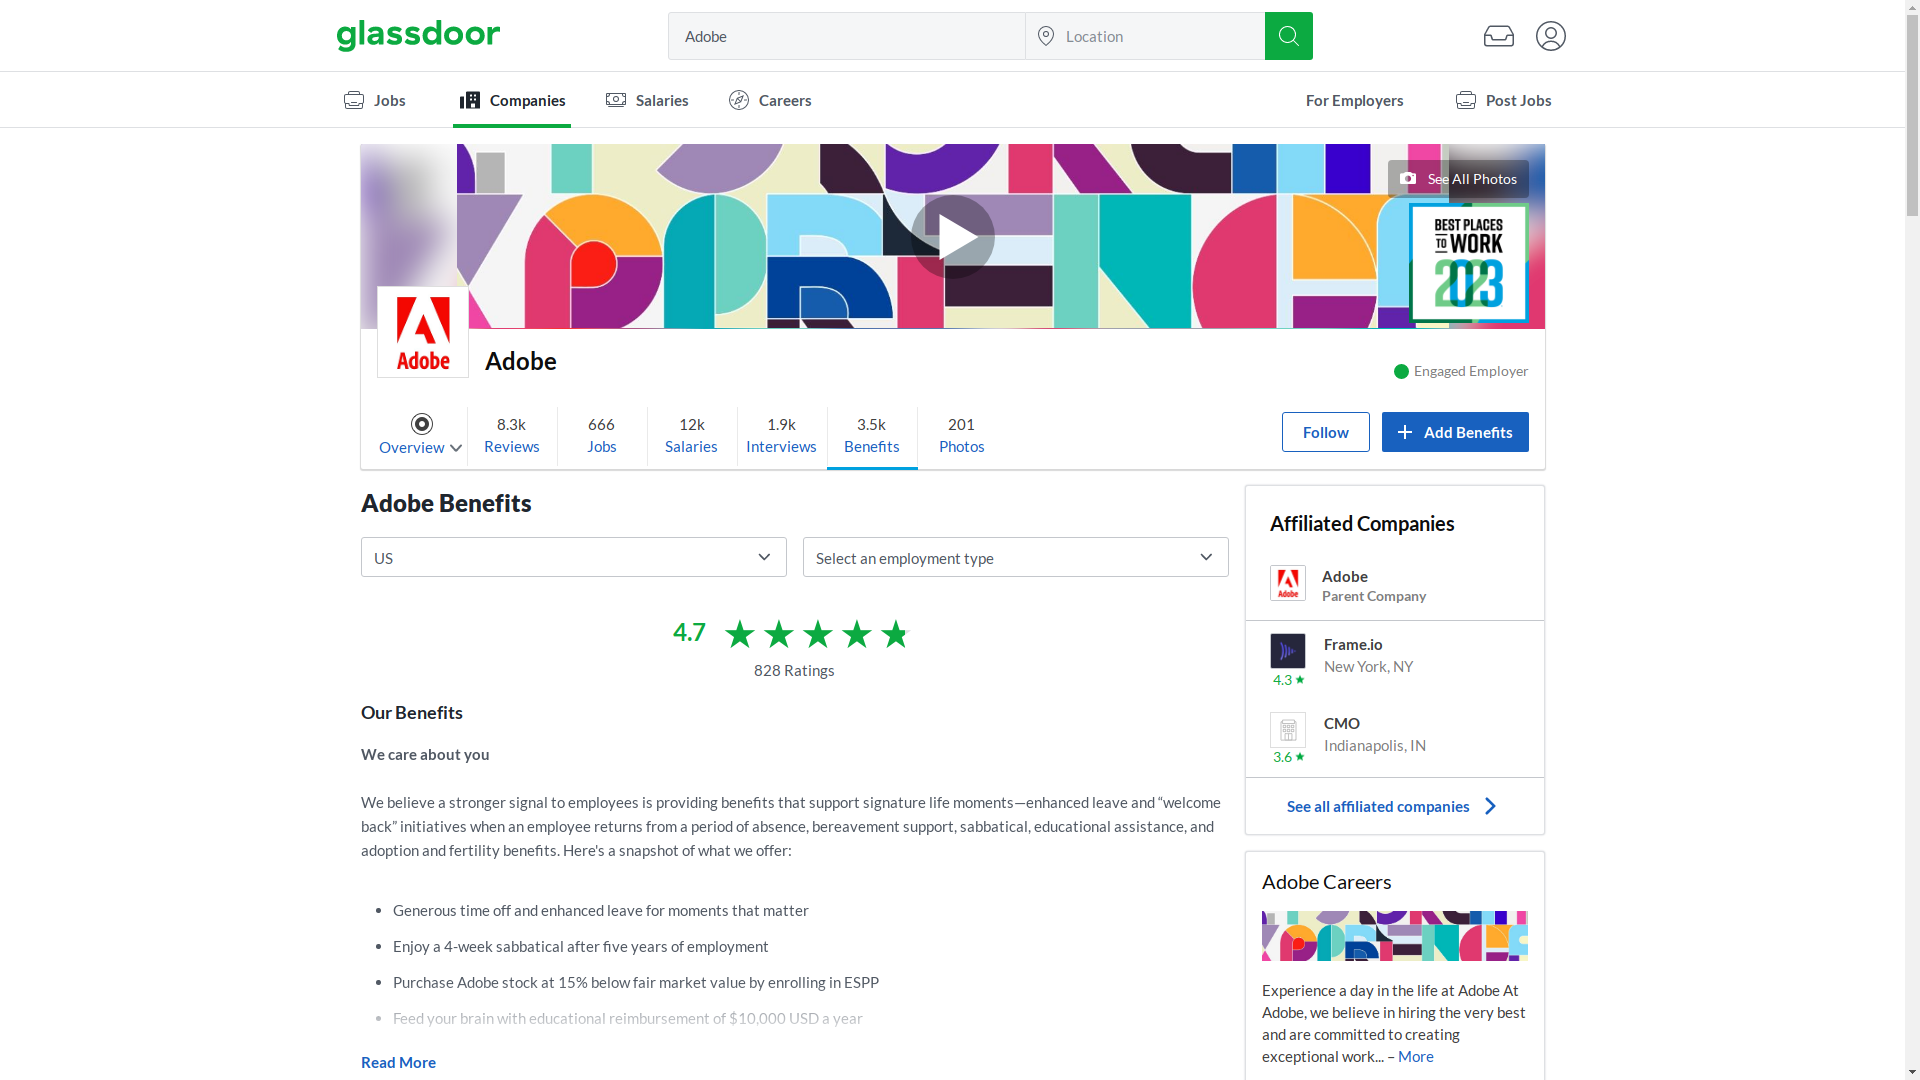 glassdoor
Adobe
Location
Jobs
Companies
Salaries
Careers
For Employers
Post Jobs
See All Photos
BEST PLACES
TO WORK
2023
Adobe
Adobe
Engaged Employer
Overview
8.3k
Reviews
666
Jobs
12k
Salaries
1.9k
Interviews
3.5k
Benefits
201
Photos
Follow
Add Benefits
Adobe Benefits
US
Select an employment type
4.7
828 Ratings
Our Benefits
We care about you
We believe a stronger signal to employees is providing benefits that support signature life moments—enhanced leave and “welcome
back” initiatives when an employee returns from a period of absence, bereavement support, sabbatical, educational assistance, and
adoption and fertility benefits. Here's a snapshot of what we offer:
• Generous time off and enhanced leave for moments that matter
• Enjoy a 4-week sabbatical after five years of employment
• Purchase Adobe stock at 15% below fair market value by enrolling in ESPP
• Feed your brain with educational reimbursement of $10,000 USD a year
Read More
Affiliated Companies
Adobe
Adobe
Parent Company
Frame.io
New York, NY
4.3 ★
CMO
Indianapolis, IN
3.6 ★
See all affiliated companies
Adobe Careers
Experience a day in the life at Adobe At
Adobe, we believe in hiring the very best
and are committed to creating
exceptional work... – More